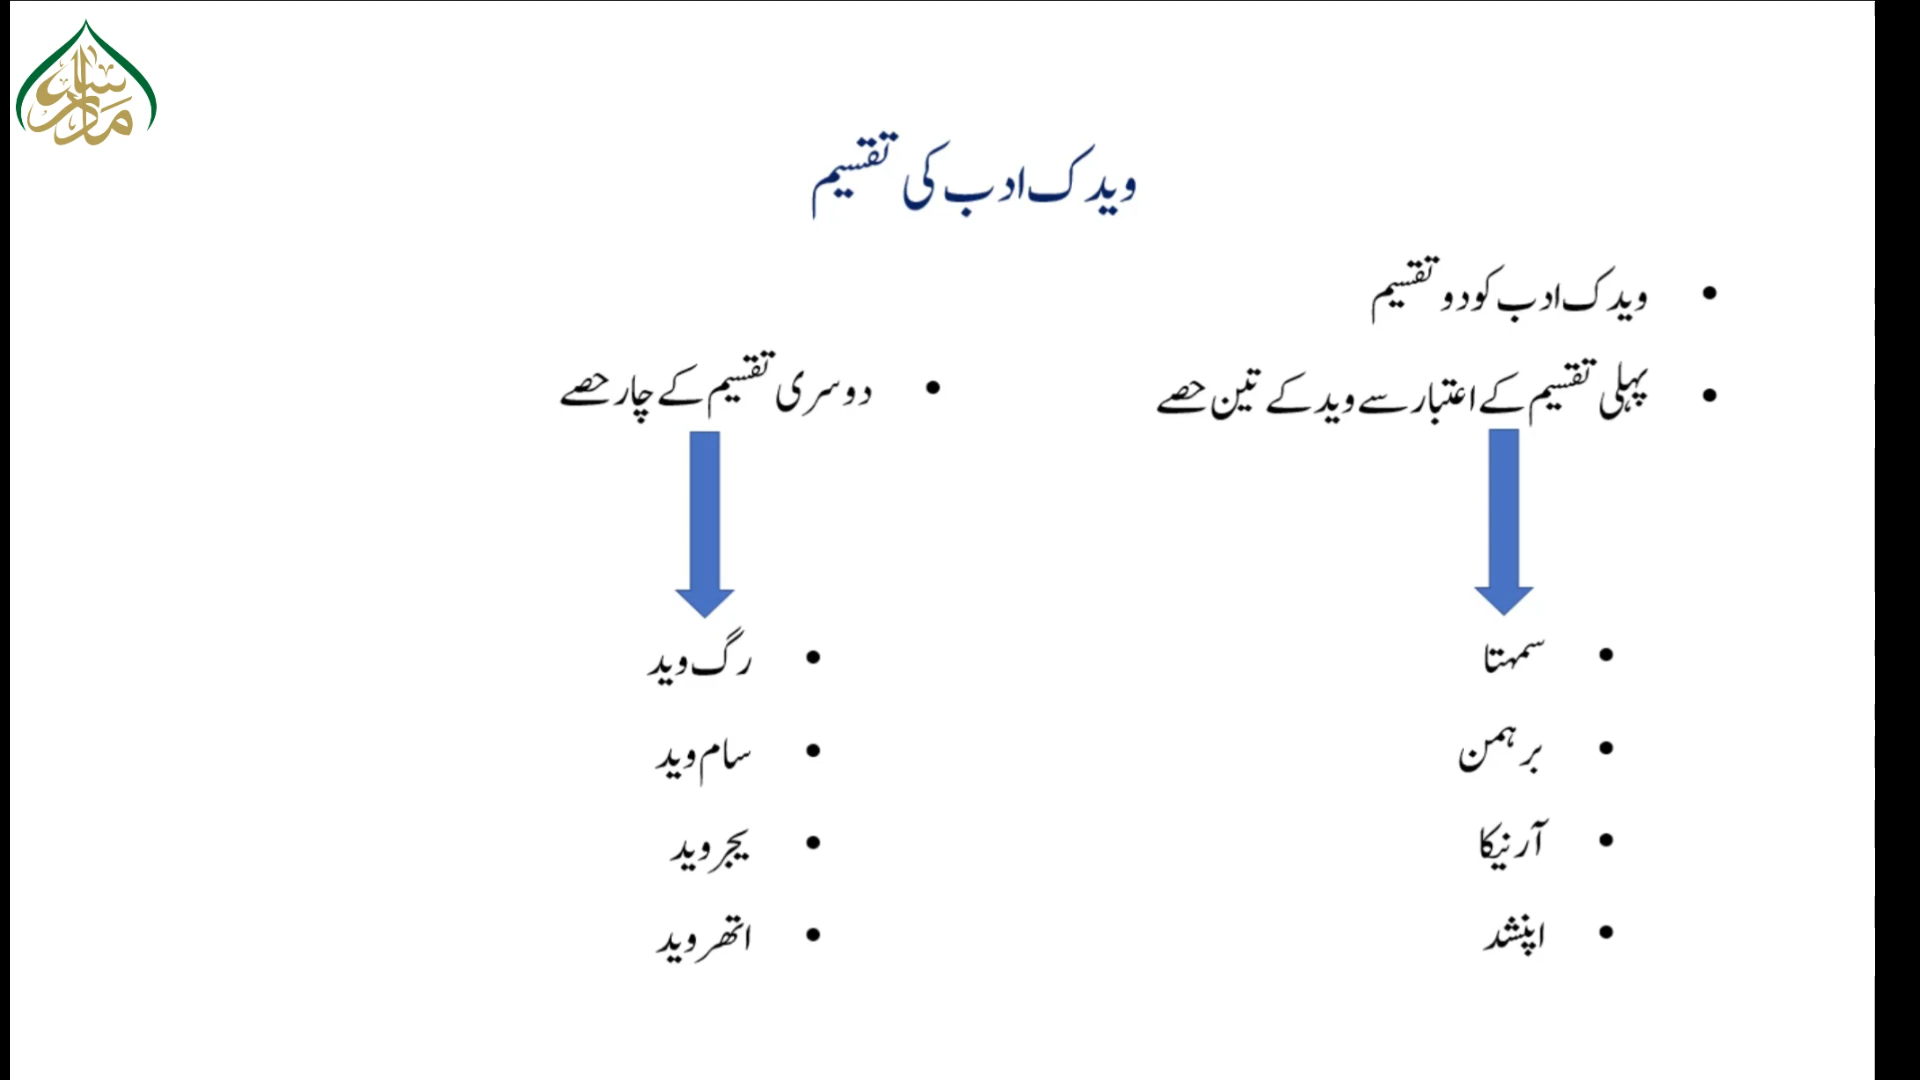 ویدک ادب کی تقسیم
ویدک ادب کو دو تقسیم
پہلی تقسیم کے اعتبار سے وید کے تین حصے
سمہتا
برہمن
آرنیکا
اپنشد
دوسری تقسیم کے چار حصے
رگ وید
سام وید
یجر وید
اتھر وید